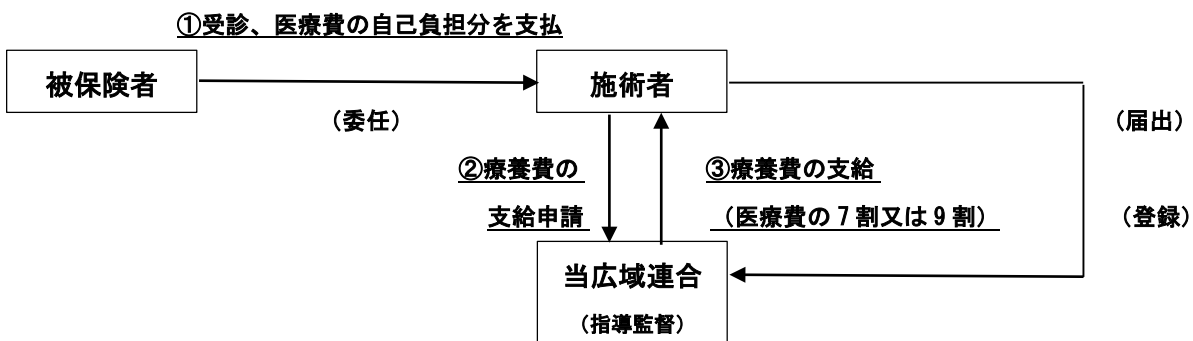 ①受診、医療費の自己負担分を支払
被保険者
施術者
（委任）
（届出）
②療養費の
支給申請
③療養費の支給
（医療費の７割又は９割）
（登録）
当広域連合
（指導監督）